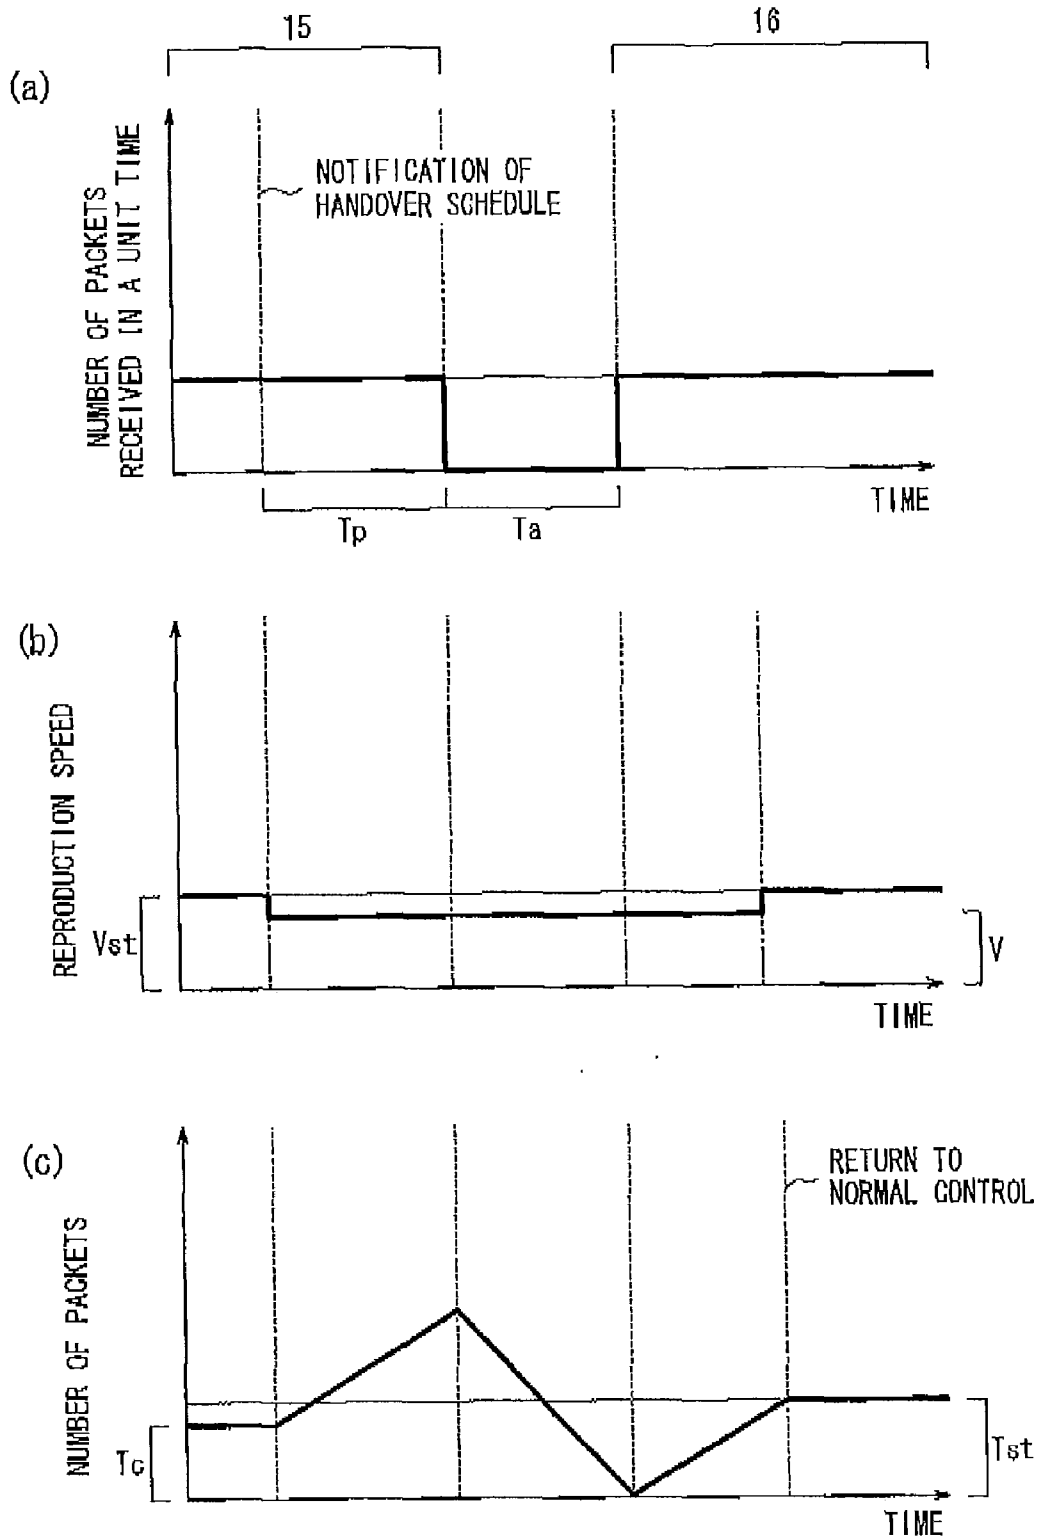 15
16
(a)
NUMBER OF PACKETS
RECEIVED IN A UNIT TIME
NOTIFICATION OF
HANDOVER SCHEDULE
TIME
Tp
Ta
(b)
REPRODUCTION SPEED
Vst
V
TIME
(c)
NUMBER OF PACKETS
RETURN TO
NORMAL CONTROL
Tc
Tst
TIME